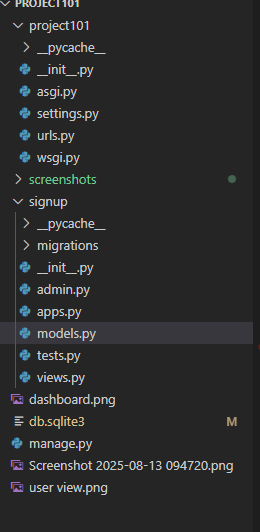 PROJECT101
project101
__pycache__
__init__.py
asgi.py
settings.py
urls.py
wsgi.py
screenshots
signup
__pycache__
migrations
__init__.py
admin.py
apps.py
models.py
tests.py
views.py
dashboard.png
db.sqlite3 M
manage.py
Screenshot 2025-08-13 094720.png
user view.png